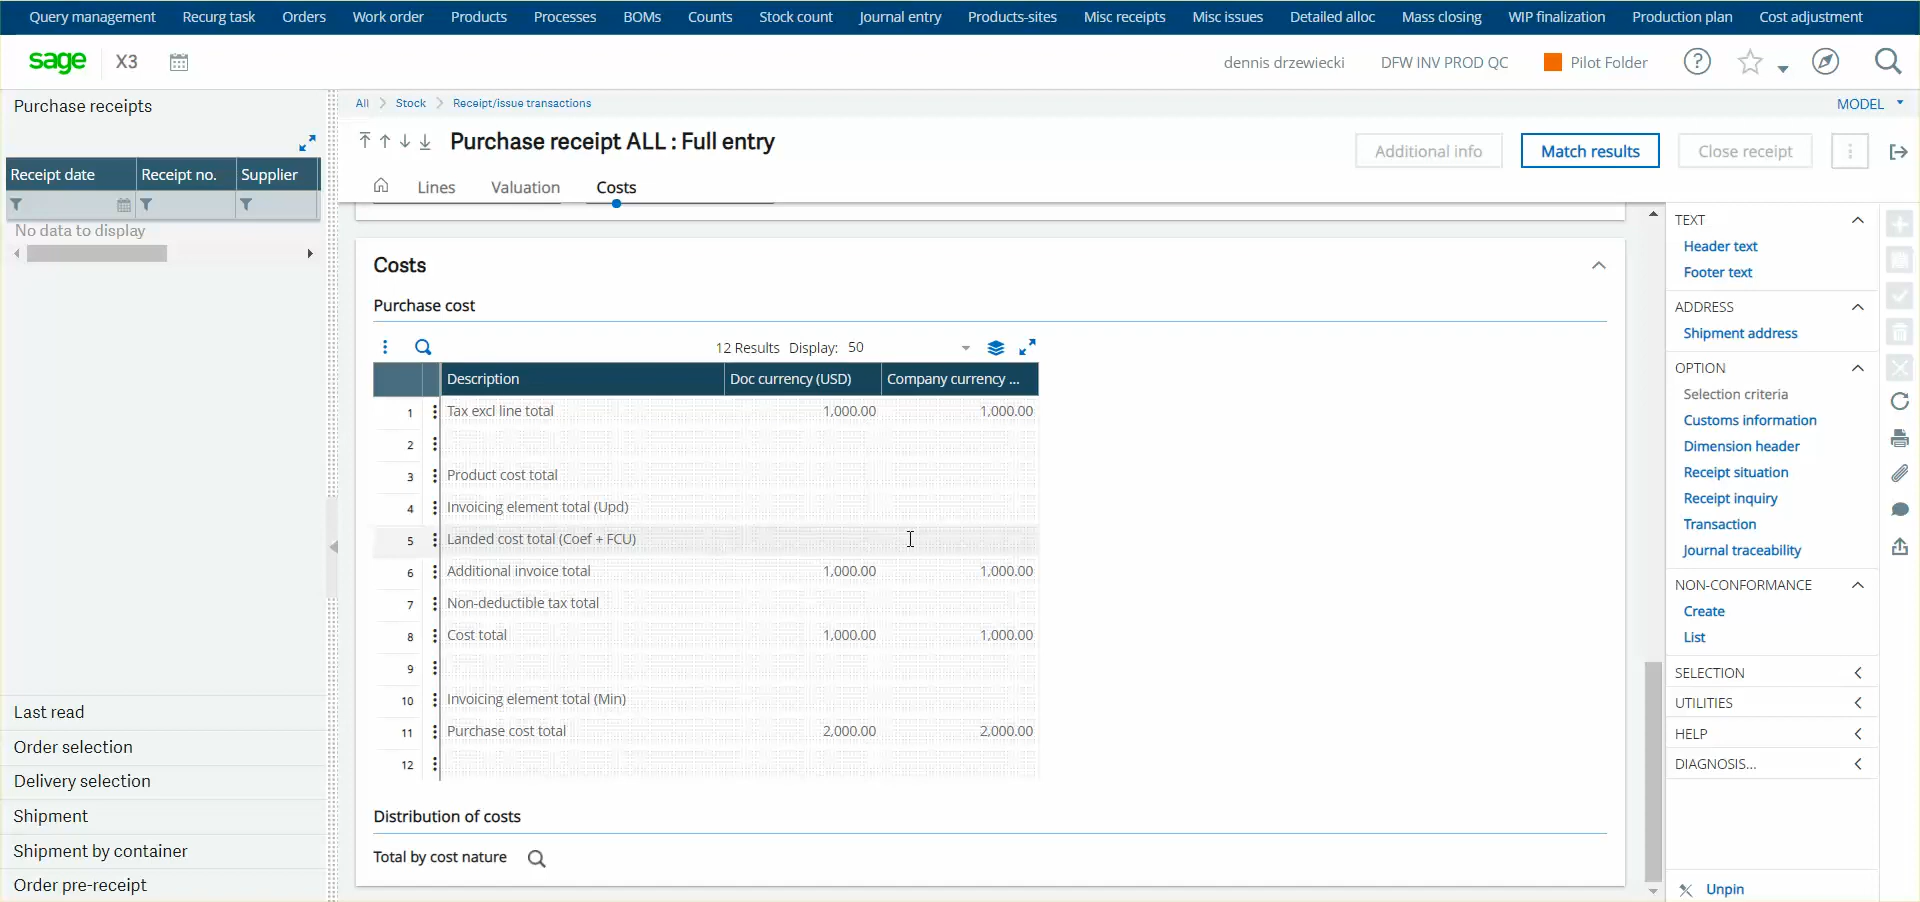 Query management Recurg task Orders Work order Products Processes BOMs Counts Stock count Journal entry Products-sites Misc receipts Misc issues Detailed alloc Mass closing WIP finalization Production plan Cost adjustment
sage X3 dennis drzewiecki DFW INV PROD QC Pilot Folder
Purchase receipts
All Stock Receipt/issue transactions MODEL
Purchase receipt ALL : Full entry Additional info Match results Close receipt
Lines Valuation Costs
Receipt date Receipt no. Supplier
No data to display
Last read
Order selection
Delivery selection
Shipment
Shipment by container
Order pre-receipt
Costs
Purchase cost
12 Results Display: 50
Description Doc currency (USD) Company currency ...
1 Tax excl line total 1,000.00 1,000.00
2
3 Product cost total
4 Invoicing element total (Upd)
5 Landed cost total (Coef + FCU)
6 Additional invoice total 1,000.00 1,000.00
7 Non-deductible tax total
8 Cost total 1,000.00 1,000.00
9
10 Invoicing element total (Min)
11 Purchase cost total 2,000.00 2,000.00
12
Distribution of costs
Total by cost nature
TEXT
Header text
Footer text
ADDRESS
Shipment address
OPTION
Selection criteria
Customs information
Dimension header
Receipt situation
Receipt inquiry
Transaction
Journal traceability
NON-CONFORMANCE
Create
List
SELECTION
UTILITIES
HELP
DIAGNOSIS...
Unpin